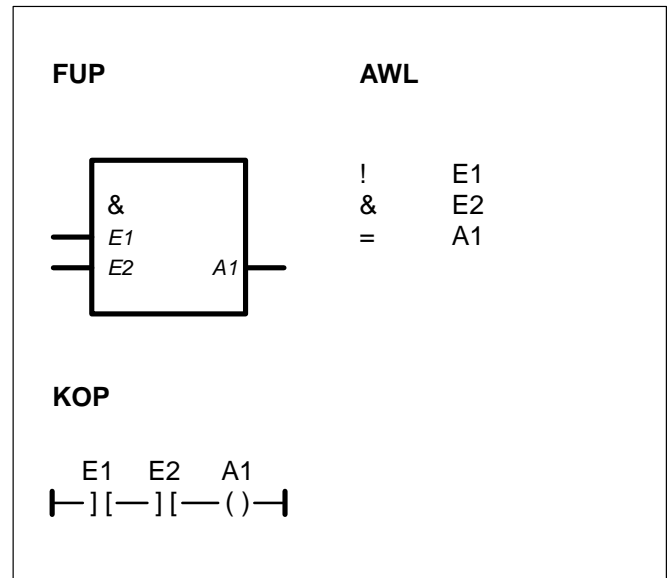 FUP
AWL
&
E1
E2 A1
! E1
& E2
= A1
KOP
E1 E2 A1
][ ][ ( )